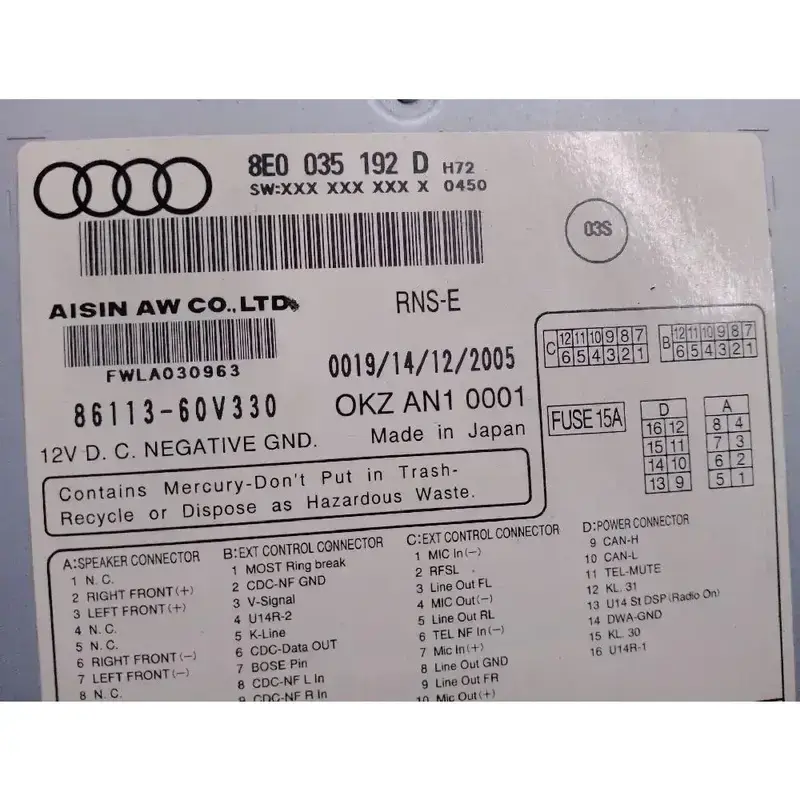 8E0 035 192 D H72
SW:XXX XXX XXX X 0450
03S
AISIN AW CO.,LTD.
RNS-E
FWLA030963
0019/14/12/2005
86113-60V330
OKZ AN1 0001
12V D. C. NEGATIVE GND.
Made in Japan
Contains Mercury-Don't Put in Trash-
Recycle or Dispose as Hazardous Waste.
C 12 11 10 9 8 7
6 5 4 3 2 1
B 12 11 10 9 8 7
6 5 4 3 2 1
FUSE 15A
D
16 12
15 11
14 10
13 9
A
8 4
7 3
6 2
5 1
A:SPEAKER CONNECTOR
1 N.C.
2 RIGHT FRONT(+)
3 LEFT FRONT(+)
4 N.C.
5 N.C.
6 RIGHT FRONT(-)
7 LEFT FRONT(-)
8 N.C.
B:EXT CONTROL CONNECTOR
1 MOST Ring break
2 CDC-NF GND
3 V-Signal
4 U14R-2
5 K-Line
6 CDC-Data OUT
7 BOSE Pin
8 CDC-NF L In
9 CDC-NF R In
C:EXT CONTROL CONNECTOR
1 MIC In(-)
2 RFSL
3 Line Out FL
4 MIC Out(-)
5 Line Out RL
6 TEL NF In(-)
7 Mic In(+)
8 Line Out GND
9 Line Out FR
10 Mic Out(+)
D:POWER CONNECTOR
9 CAN-H
10 CAN-L
11 TEL-MUTE
12 KL. 31
13 U14 St DSP(Radio On)
14 DWA-GND
15 KL. 30
16 U14R-1